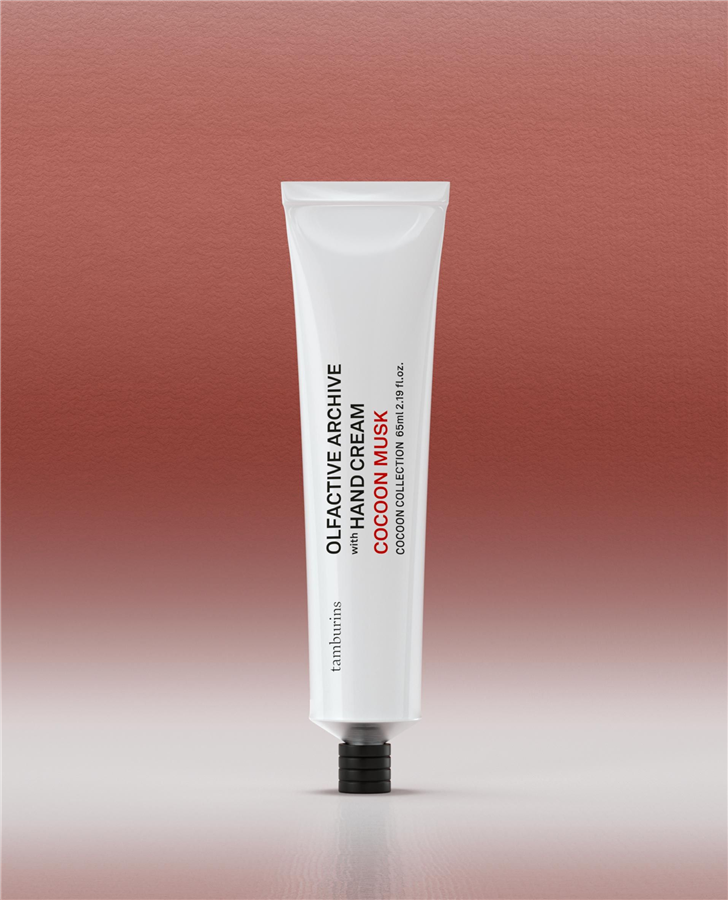 OLFACTIVE ARCHIVE
with HAND CREAM
COCOON MUSK
COCOON COLLECTION 65ml 2.19 fl.oz.
tamburins